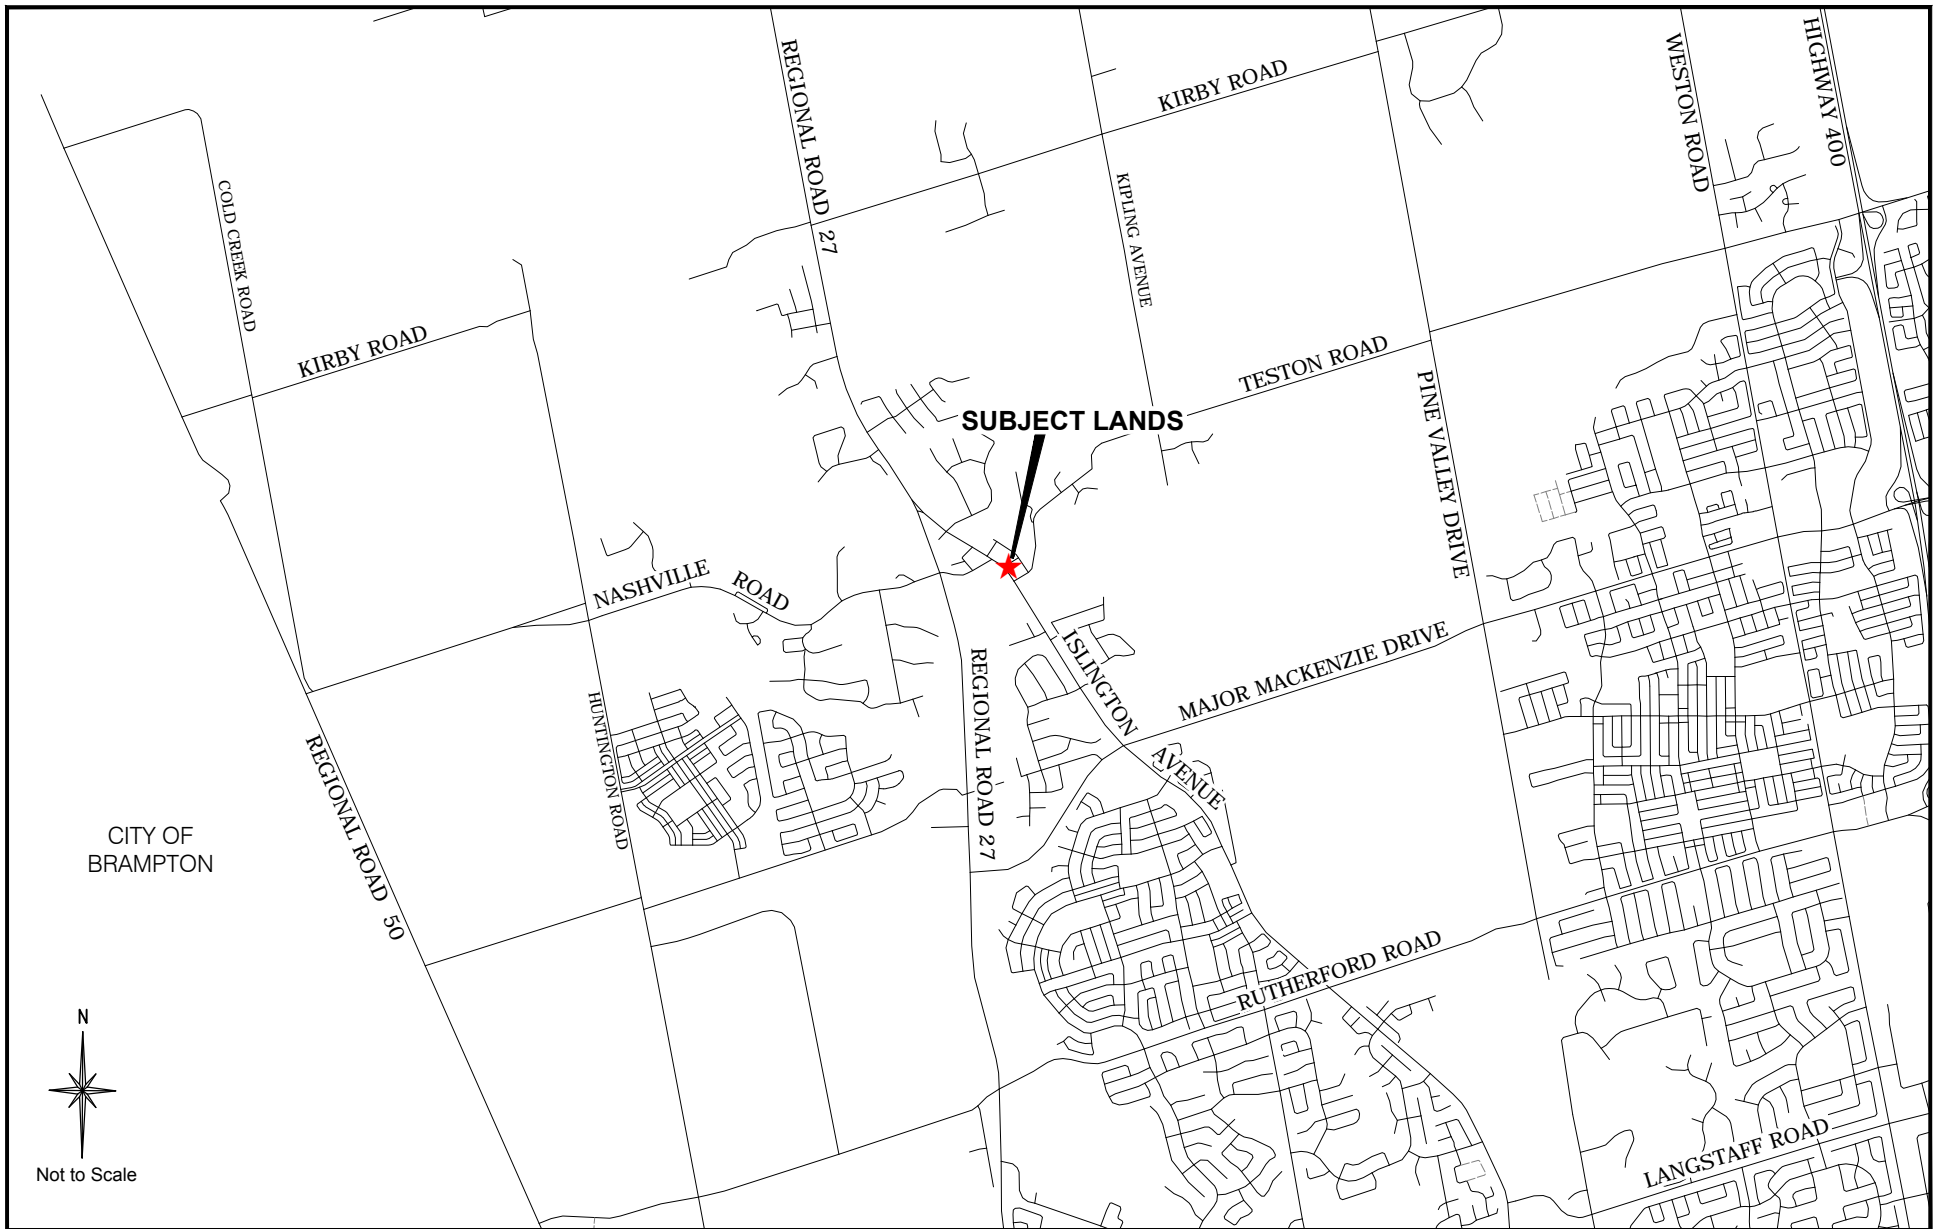 REGIONAL ROAD 27
WESTON ROAD
HIGHWAY 400
KIRBY ROAD
COLD CREEK ROAD
KIPLING AVENUE
KIRBY ROAD
TESTON ROAD
PINE VALLEY DRIVE
SUBJECT LANDS
NASHVILLE ROAD
ISLINGTON AVENUE
MAJOR MACKENZIE DRIVE
REGIONAL ROAD 27
HUNTINGTON ROAD
REGIONAL ROAD 50
CITY OF
BRAMPTON
RUTHERFORD ROAD
N
Not to Scale
LANGSTAFF ROAD